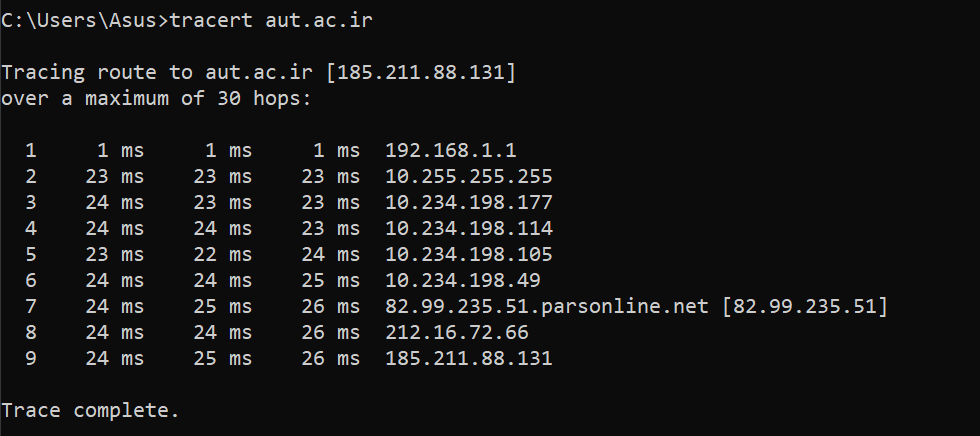 C:\Users\Asus>tracert aut.ac.ir
Tracing route to aut.ac.ir [185.211.88.131]
over a maximum of 30 hops:
1 1 ms 1 ms 1 ms 192.168.1.1
2 23 ms 23 ms 23 ms 10.255.255.255
3 24 ms 23 ms 23 ms 10.234.198.177
4 24 ms 24 ms 23 ms 10.234.198.114
5 23 ms 22 ms 24 ms 10.234.198.105
6 24 ms 24 ms 25 ms 10.234.198.49
7 24 ms 25 ms 26 ms 82.99.235.51.parsonline.net [82.99.235.51]
8 24 ms 24 ms 26 ms 212.16.72.66
9 24 ms 25 ms 26 ms 185.211.88.131
Trace complete.